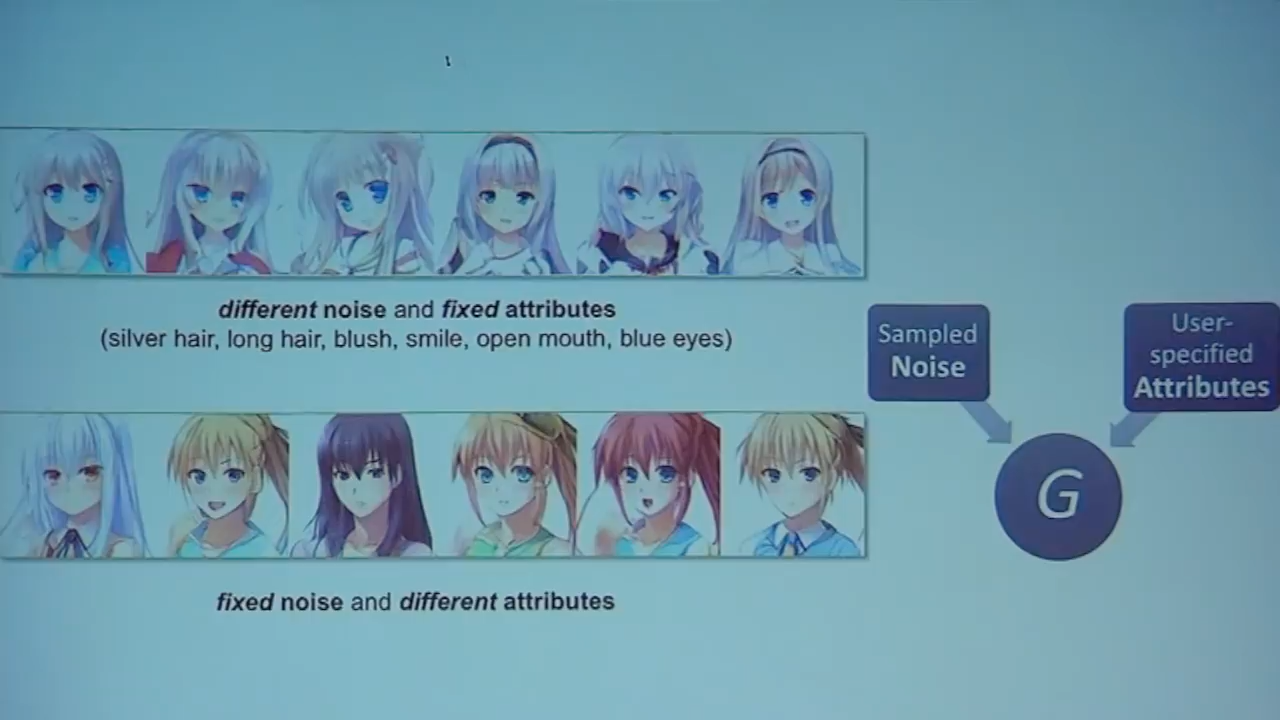 different noise and fixed attributes
(silver hair, long hair, blush, smile, open mouth, blue eyes)
fixed noise and different attributes
Sampled
Noise
User-
specified
Attributes
G